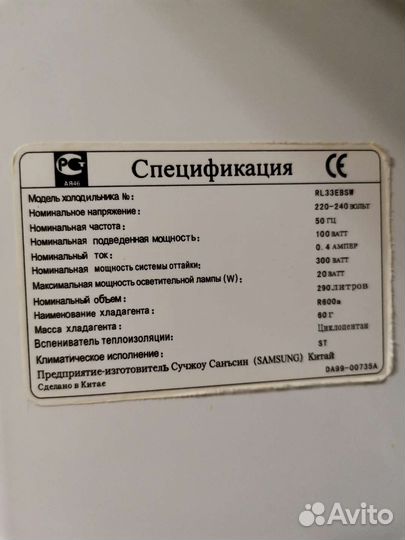 РСТ
АЯ46
Спецификация
CE
Модель холодильника №: RL33EBSW
Номинальное напряжение: 220-240 ВОЛЬТ
Номинальная частота: 50 ГЦ
Номинальная подведенная мощность: 100 ВАТТ
Номинальный ток: 0.4 АМПЕР
Номинальная мощность системы оттайки: 300 ВАТТ
Максимальная мощность осветительной лампы (W) 20 ВАТТ
Номинальный объем: 290 ЛИТРОВ
Наименование хладагента: R600a
Масса хладагента: 60 Г
Вспениватель теплоизоляции: Циклопентан
Климатическое исполнение: ST
Предприятие-изготовитель Сучжоу Санъсин (SAMSUNG) Китай
Сделано в Китае DA99-00735A
Avito